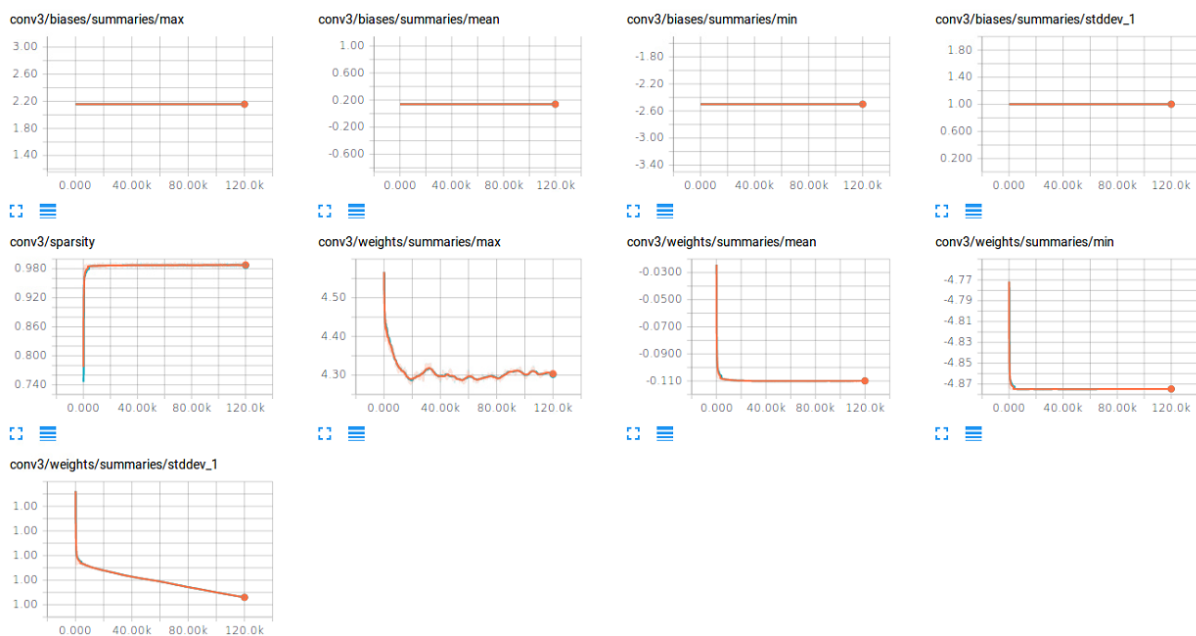 conv3/biases/summaries/max
3.00
2.60
2.20
1.80
1.40
0.000 40.00k 80.00k 120.0k
conv3/biases/summaries/mean
1.00
0.600
0.200
-0.200
-0.600
0.000 40.00k 80.00k 120.0k
conv3/biases/summaries/min
-1.80
-2.20
-2.60
-3.00
-3.40
0.000 40.00k 80.00k 120.0k
conv3/biases/summaries/stddev_1
1.80
1.40
1.00
0.600
0.200
0.000 40.00k 80.00k 120.0k
conv3/sparsity
0.980
0.920
0.860
0.800
0.740
0.000 40.00k 80.00k 120.0k
conv3/weights/summaries/max
4.50
4.40
4.30
0.000 40.00k 80.00k 120.0k
conv3/weights/summaries/mean
-0.0300
-0.0500
-0.0700
-0.0900
-0.110
0.000 40.00k 80.00k 120.0k
conv3/weights/summaries/min
-4.77
-4.79
-4.81
-4.83
-4.85
-4.87
0.000 40.00k 80.00k 120.0k
conv3/weights/summaries/stddev_1
1.00
1.00
1.00
1.00
1.00
0.000 40.00k 80.00k 120.0k